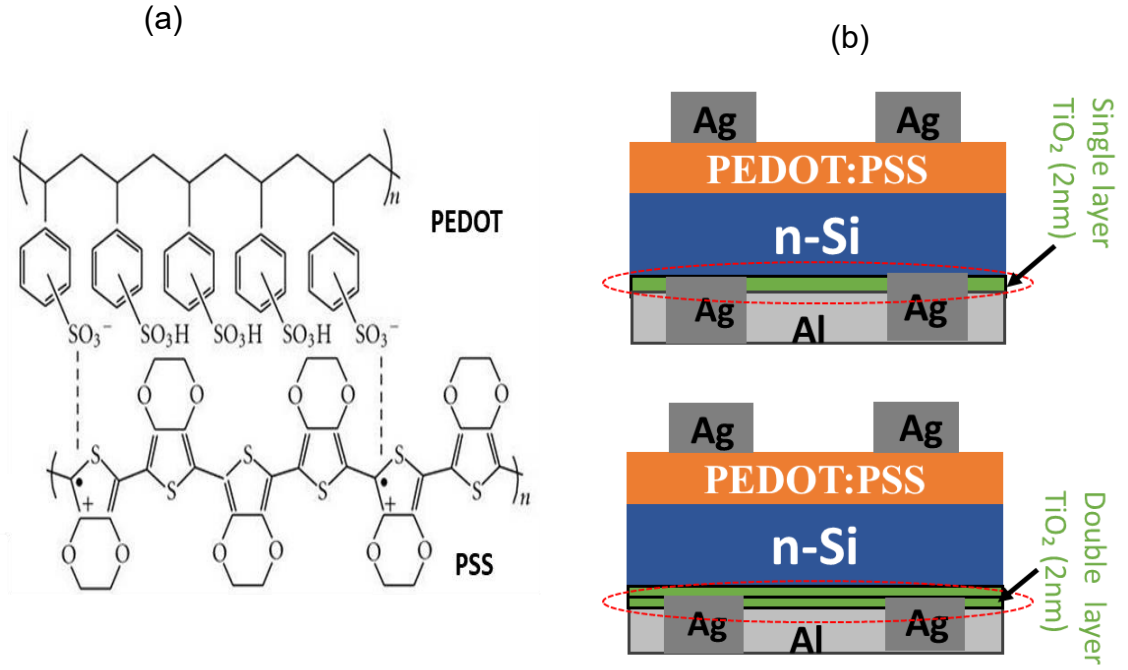 (a)
n
PEDOT
SO₃⁻ SO₃H SO₃H SO₃H SO₃⁻
O O O O O O
S S S
•
+
S S
•
+
S
n
O O O O O O
PSS
(b)
Ag Ag
PEDOT:PSS
n-Si
Ag Ag
Al
Single layer
TiO₂ (2nm)
Ag Ag
PEDOT:PSS
n-Si
Ag Ag
Al
Double layer
TiO₂ (2nm)